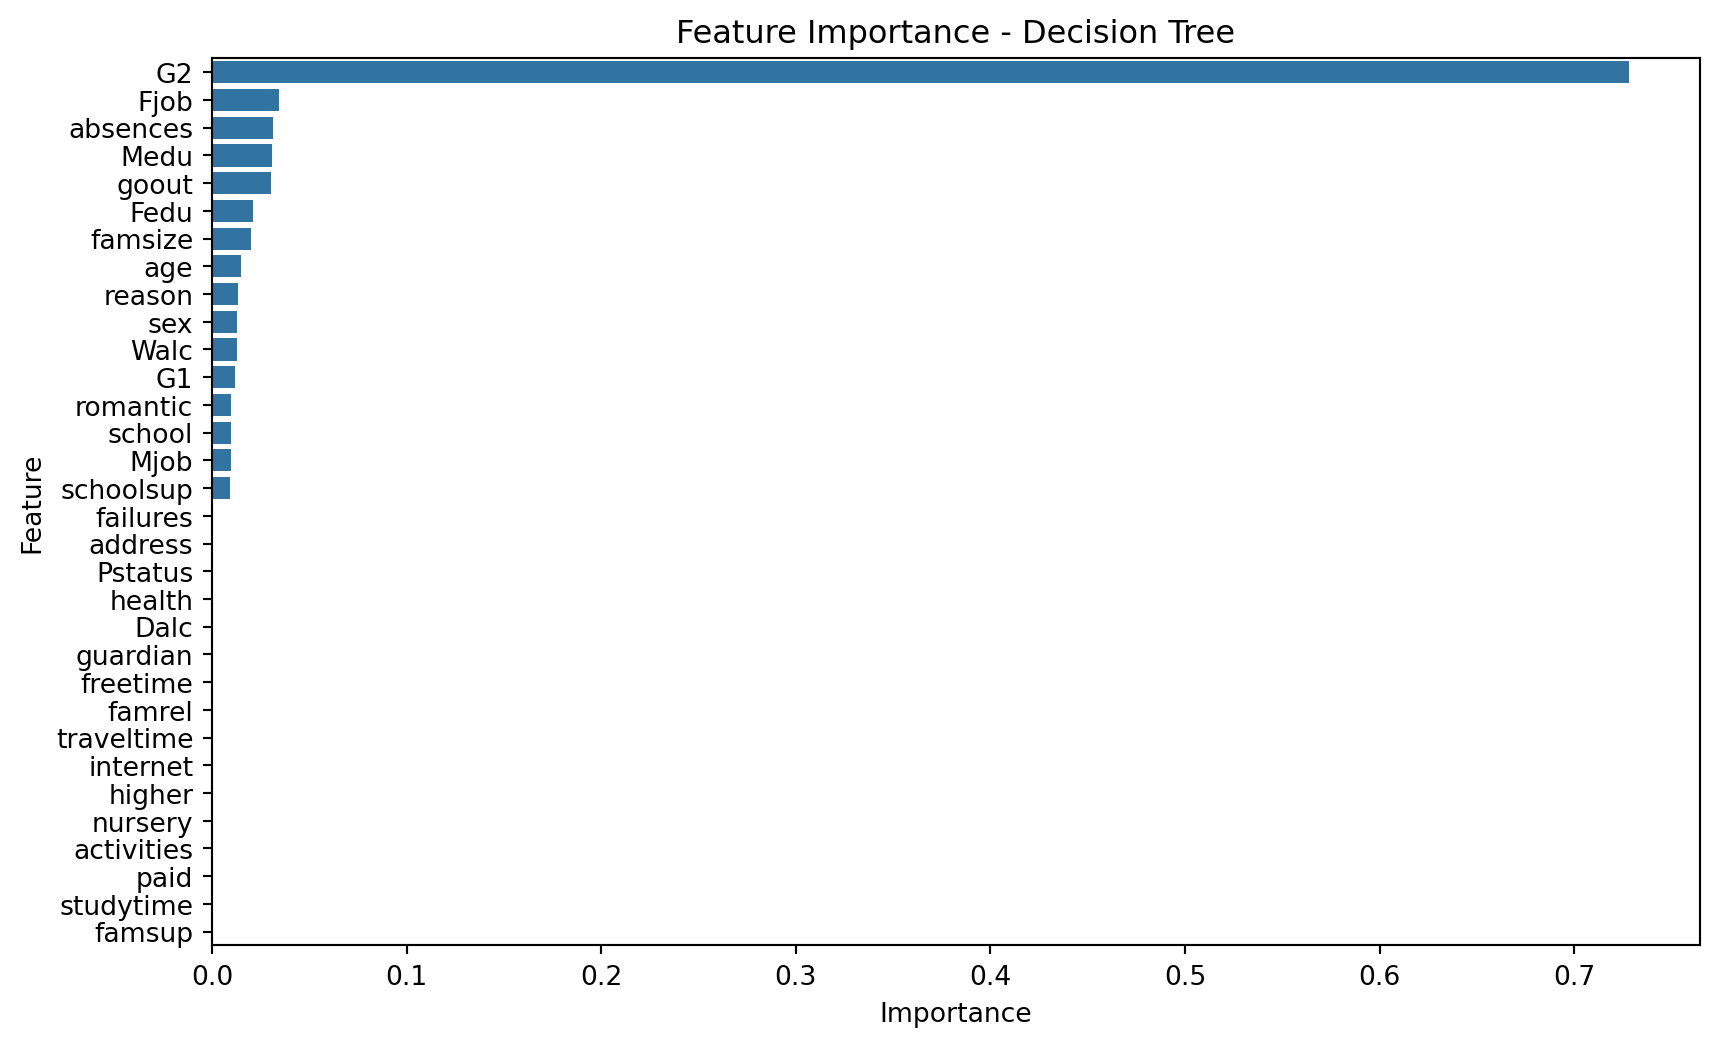 Feature Importance - Decision Tree
G2
Fjob
absences
Medu
goout
Fedu
famsize
age
reason
sex
Walc
G1
romantic
school
Mjob
schoolsup
failures
address
Pstatus
health
Dalc
guardian
freetime
famrel
traveltime
internet
higher
nursery
activities
paid
studytime
famsup
Feature
0.0 0.1 0.2 0.3 0.4 0.5 0.6 0.7
Importance